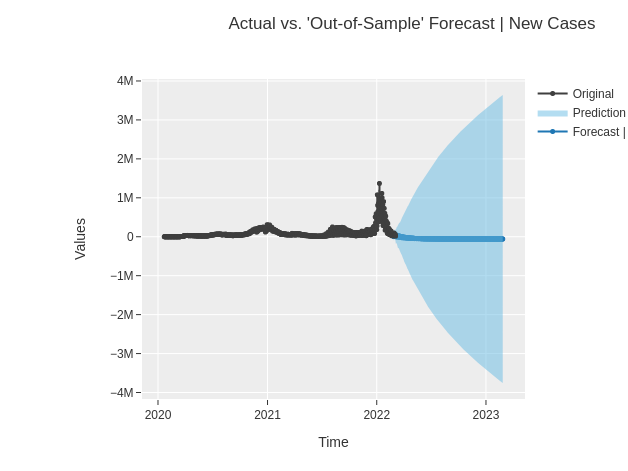 Actual vs. 'Out-of-Sample' Forecast | New Cases
4M
3M
2M
1M
0
−1M
−2M
−3M
−4M
Values
2020
2021
2022
2023
Time
Original
Prediction
Forecast |